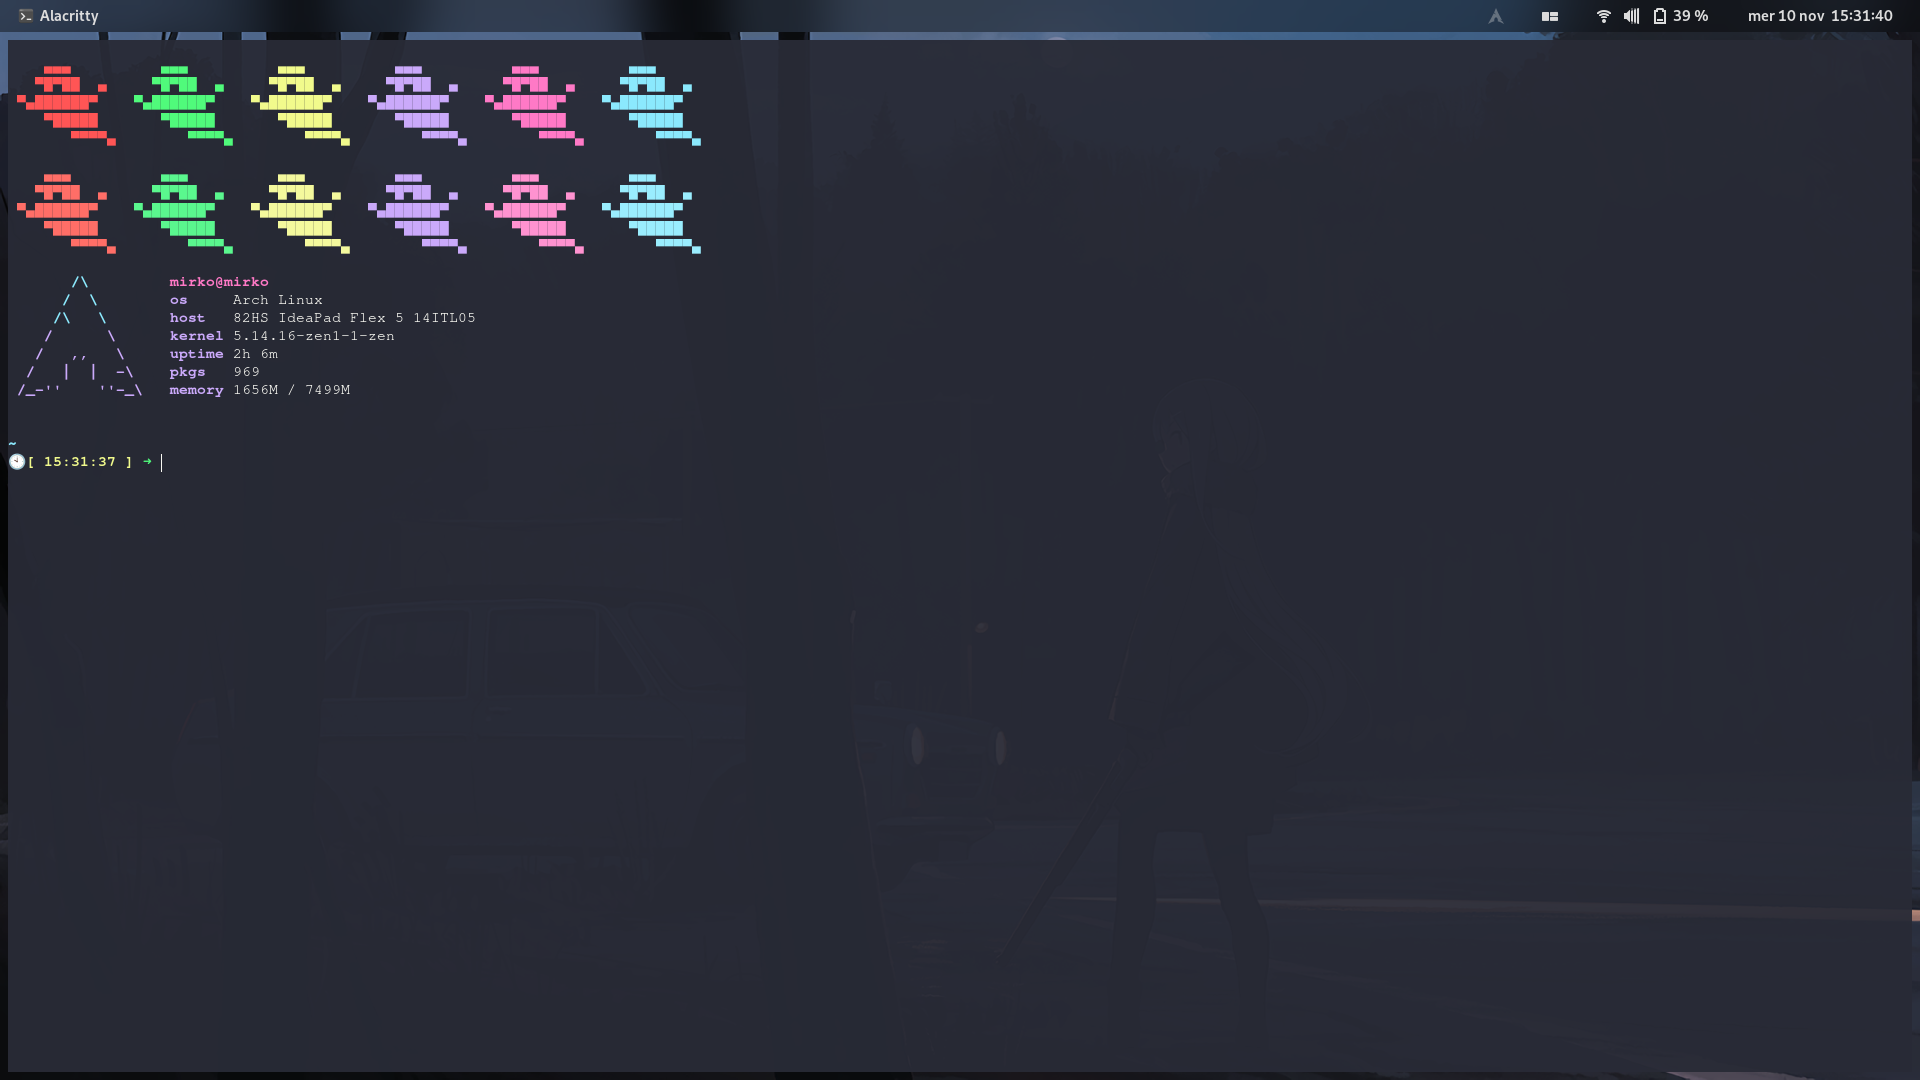 Alacritty
39 %
mer 10 nov 15:31:40
mirko@mirko
os Arch Linux
host 82HS IdeaPad Flex 5 14ITL05
kernel 5.14.16-zen1-1-zen
uptime 2h 6m
pkgs 969
memory 1656M / 7499M
~
[ 15:31:37 ] ➜